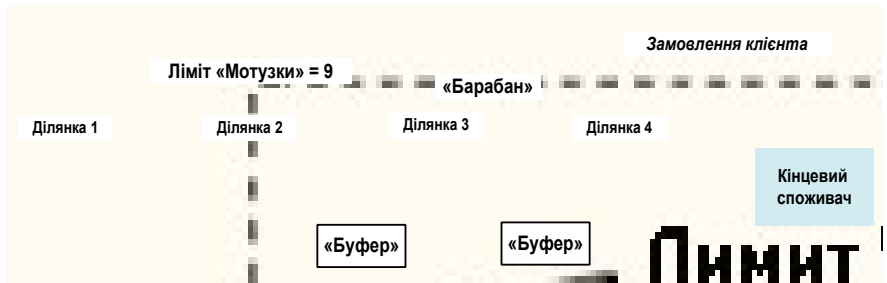 Замовлення клієнта
Ліміт «Мотузки» = 9
«Барабан»
Ділянка 1 Ділянка 2 Ділянка 3 Ділянка 4
Кінцевий
споживач
«Буфер» «Буфер»
Лимит